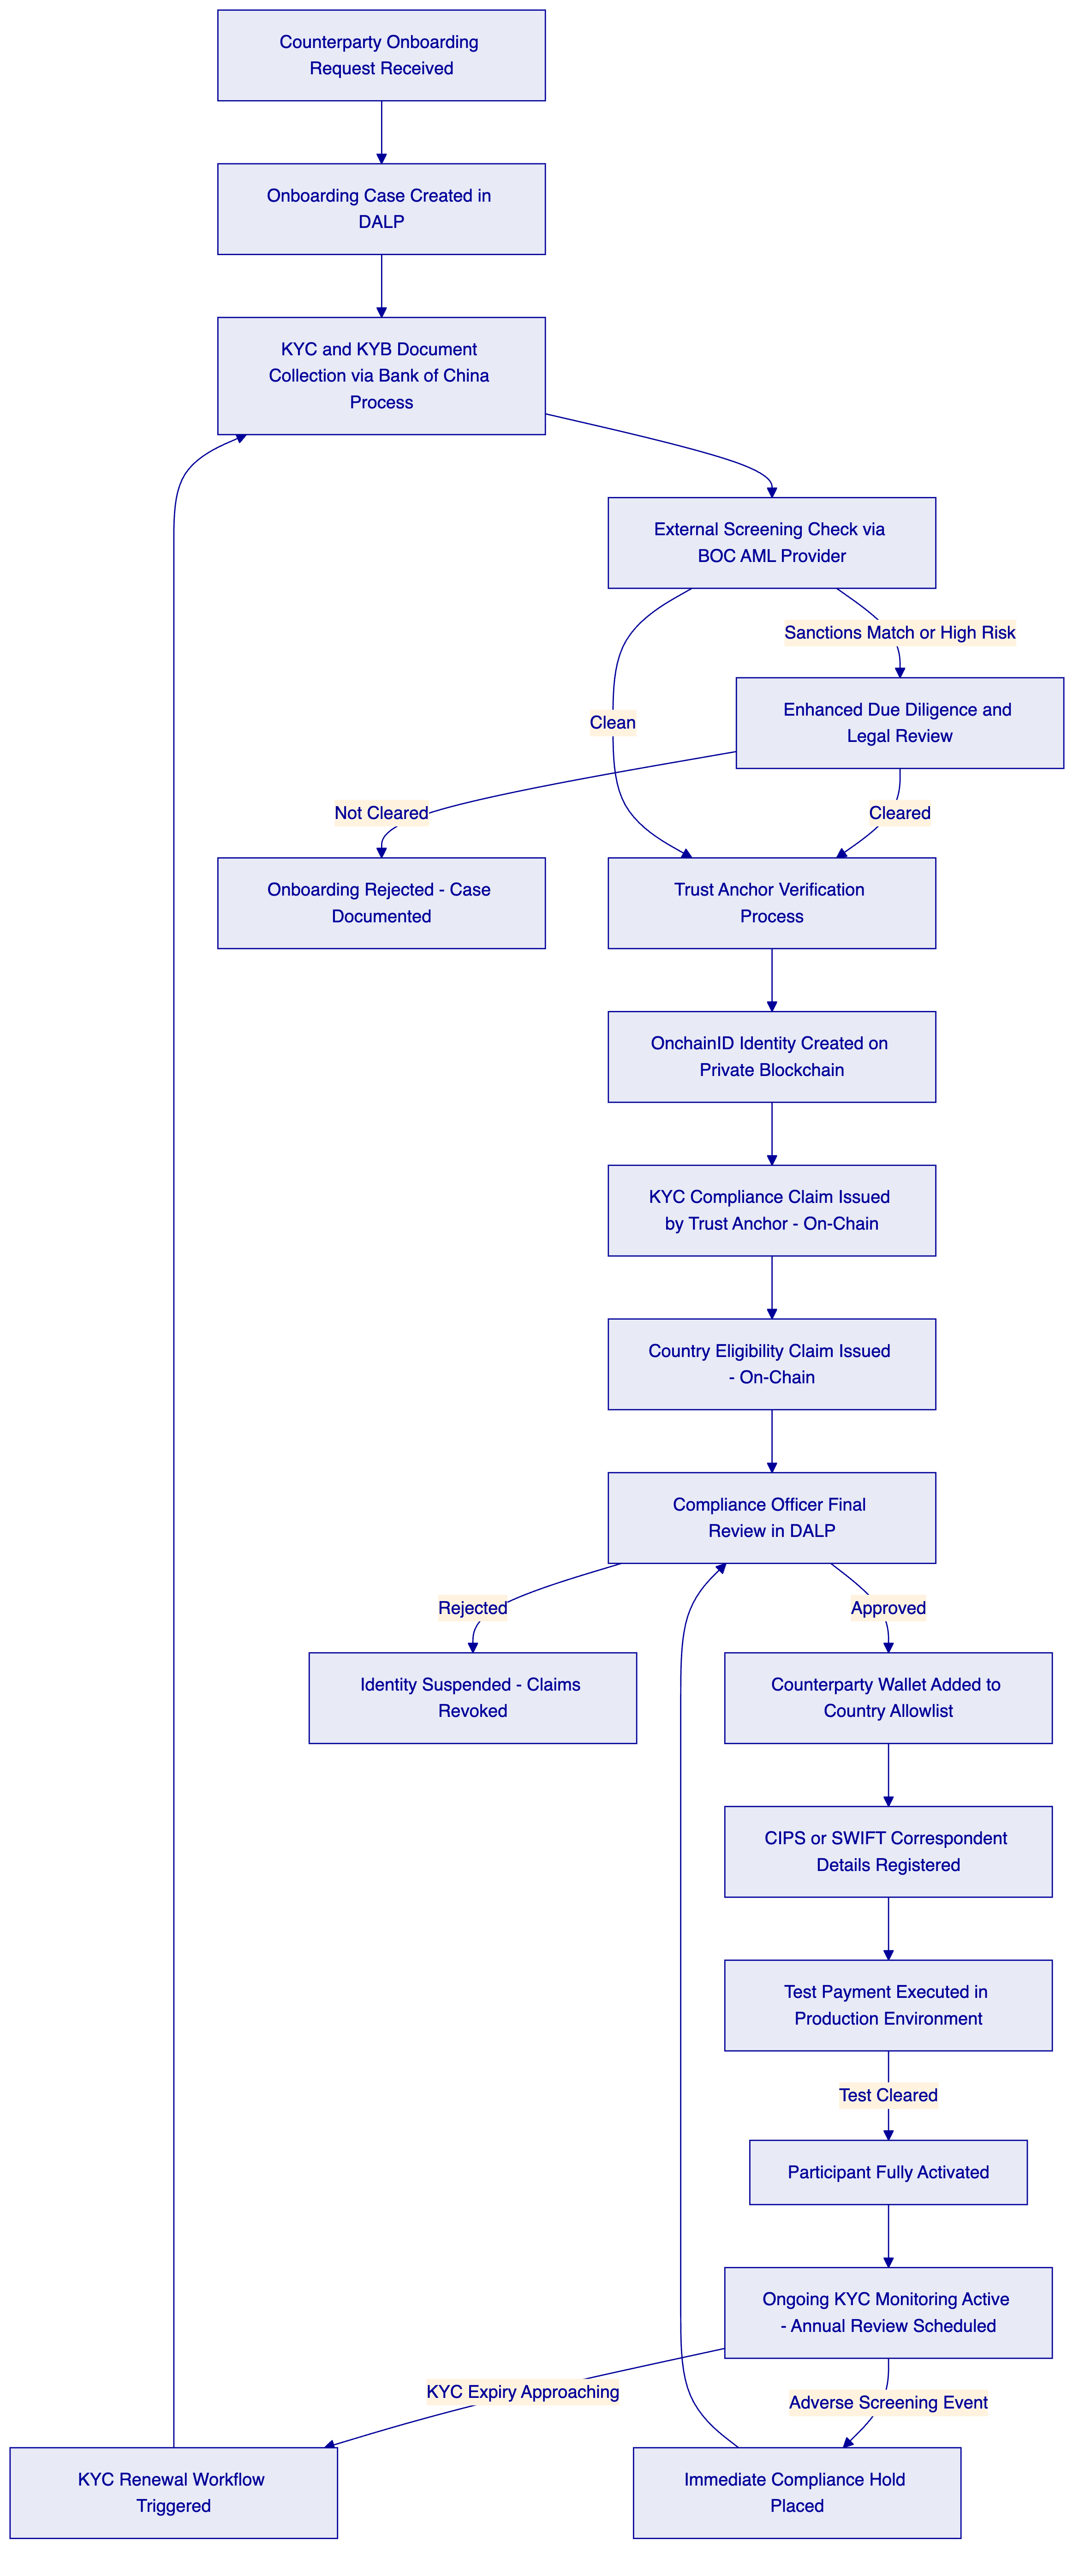 Counterparty Onboarding
Request Received
Onboarding Case Created in
DALP
KYC and KYB Document
Collection via Bank of China
Process
External Screening Check via
BOC AML Provider
Sanctions Match or High Risk
Enhanced Due Diligence and
Legal Review
Clean
Not Cleared
Cleared
Onboarding Rejected - Case
Documented
Trust Anchor Verification
Process
OnchainID Identity Created on
Private Blockchain
KYC Compliance Claim Issued
by Trust Anchor - On-Chain
Country Eligibility Claim Issued
- On-Chain
Compliance Officer Final
Review in DALP
Rejected
Approved
Identity Suspended - Claims
Revoked
Counterparty Wallet Added to
Country Allowlist
CIPS or SWIFT Correspondent
Details Registered
Test Payment Executed in
Production Environment
Test Cleared
Participant Fully Activated
Ongoing KYC Monitoring Active
- Annual Review Scheduled
KYC Expiry Approaching
Adverse Screening Event
KYC Renewal Workflow
Triggered
Immediate Compliance Hold
Placed